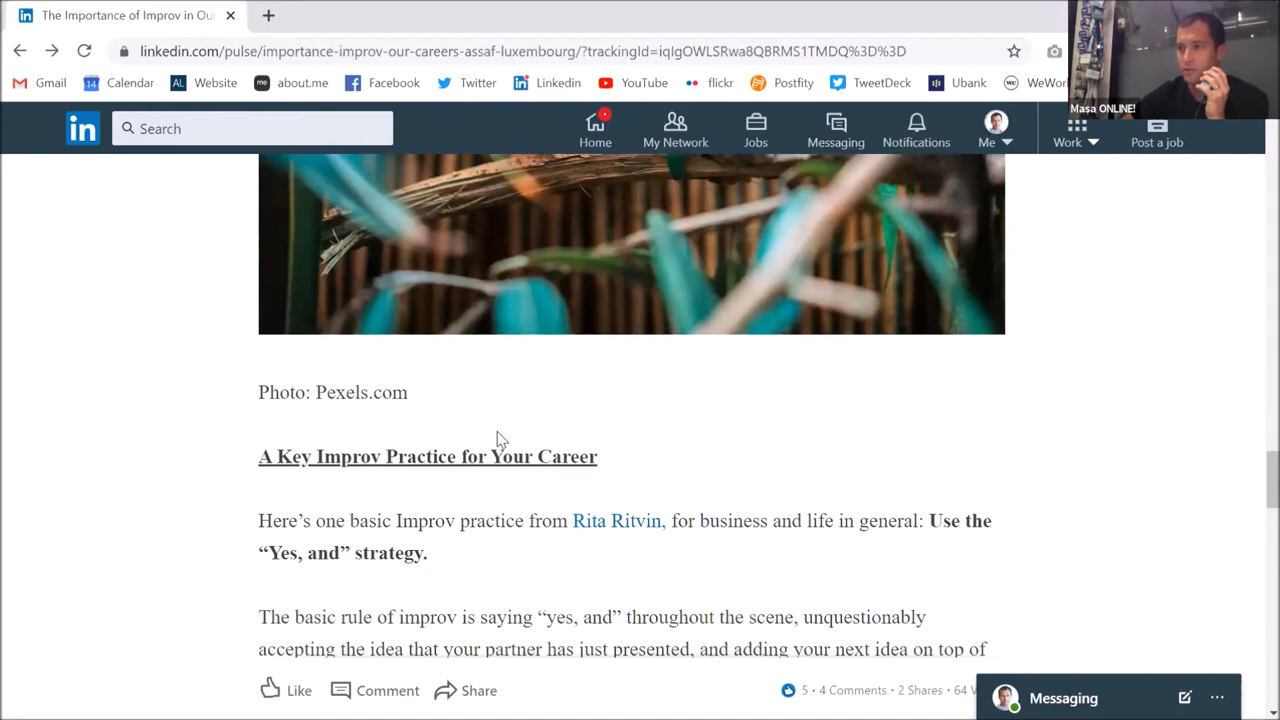 The Importance of Improv in Ou
linkedin.com/pulse/importance-improv-our-careers-assaf-luxembourg/?trackingId=iqIgOWLSRwa8QBRMS1TMDQ%3D%3D
Gmail 14 Calendar AL Website me about.me Facebook Twitter Linkedin YouTube flickr Postfity TweetDeck Ubank WC WeWor
Masa ONLINE!
in Search Home My Network Jobs Messaging Notifications Me Work Post a job
Photo: Pexels.com
A Key Improv Practice for Your Career
Here’s one basic Improv practice from Rita Ritvin, for business and life in general: Use the
“Yes, and” strategy.
The basic rule of improv is saying “yes, and” throughout the scene, unquestionably
accepting the idea that your partner has just presented, and adding your next idea on top of
Like Comment Share 5 · 4 Comments · 2 Shares · 64 V
Messaging